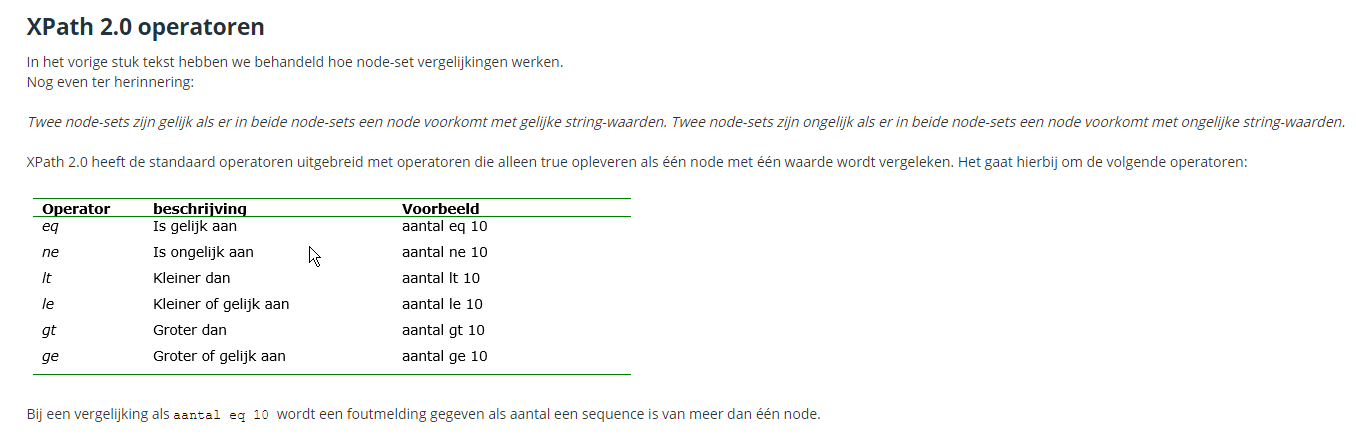 XPath 2.0 operatoren
In het vorige stuk tekst hebben we behandeld hoe node-set vergelijkingen werken.
Nog even ter herinnering:
Twee node-sets zijn gelijk als er in beide node-sets een node voorkomt met gelijke string-waarden. Twee node-sets zijn ongelijk als er in beide node-sets een node voorkomt met ongelijke string-waarden.
XPath 2.0 heeft de standaard operatoren uitgebreid met operatoren die alleen true opleveren als één node met één waarde wordt vergeleken. Het gaat hierbij om de volgende operatoren:
Operator beschrijving Voorbeeld
eq Is gelijk aan aantal eq 10
ne Is ongelijk aan aantal ne 10
lt Kleiner dan aantal lt 10
le Kleiner of gelijk aan aantal le 10
gt Groter dan aantal gt 10
ge Groter of gelijk aan aantal ge 10
Bij een vergelijking als aantal eq 10 wordt een foutmelding gegeven als aantal een sequence is van meer dan één node.